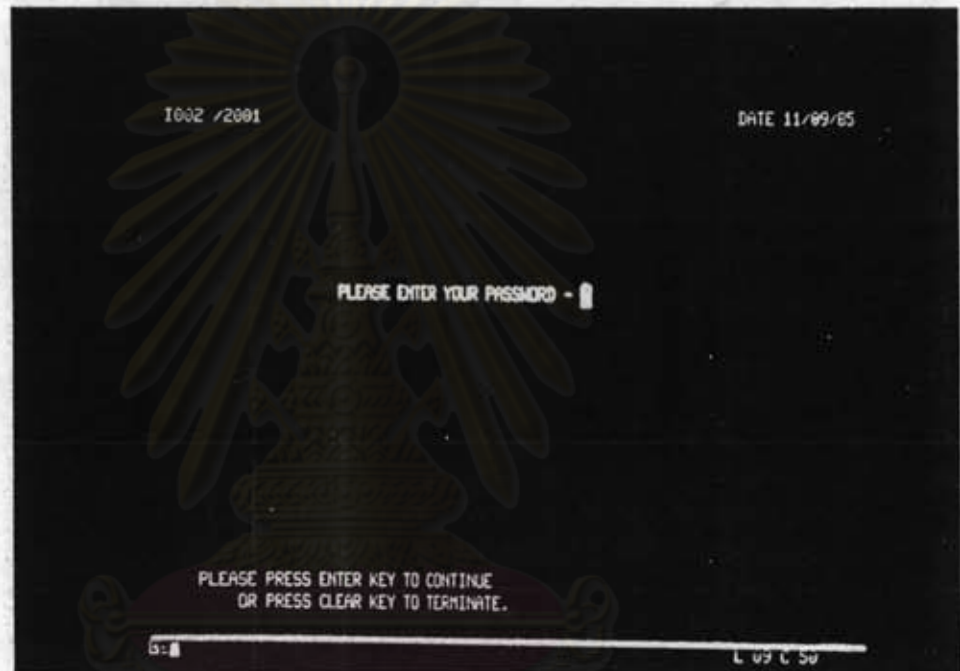 I002 /2001 DATE 11/09/85
PLEASE ENTER YOUR PASSWORD -
PLEASE PRESS ENTER KEY TO CONTINUE
OR PRESS CLEAR KEY TO TERMINATE.
L 09 C 50